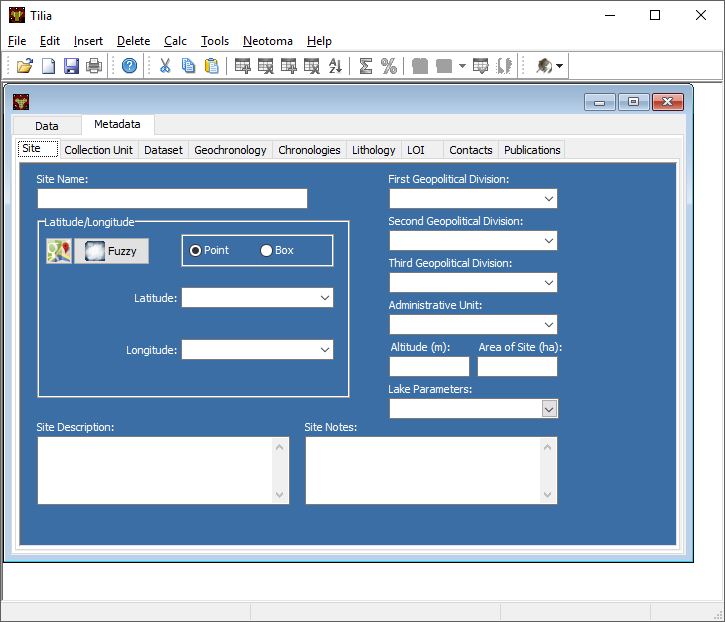 Tilia
File Edit Insert Delete Calc Tools Neotoma Help
Data Metadata
Site Collection Unit Dataset Geochronology Chronologies Lithology LOI Contacts Publications
Site Name:
First Geopolitical Division:
Latitude/Longitude
Second Geopolitical Division:
Fuzzy Point Box
Third Geopolitical Division:
Latitude:
Administrative Unit:
Longitude:
Altitude (m): Area of Site (ha):
Lake Parameters:
Site Description: Site Notes: